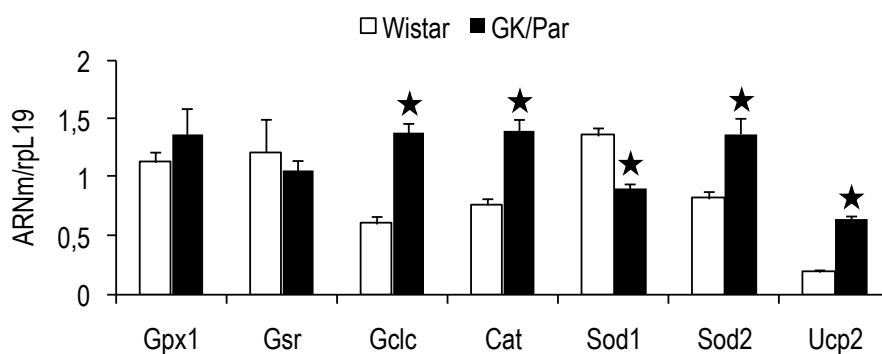 Wistar GK/Par
2
1,5
1
0,5
0
ARNm/rpL19
Gpx1 Gsr Gclc Cat Sod1 Sod2 Ucp2